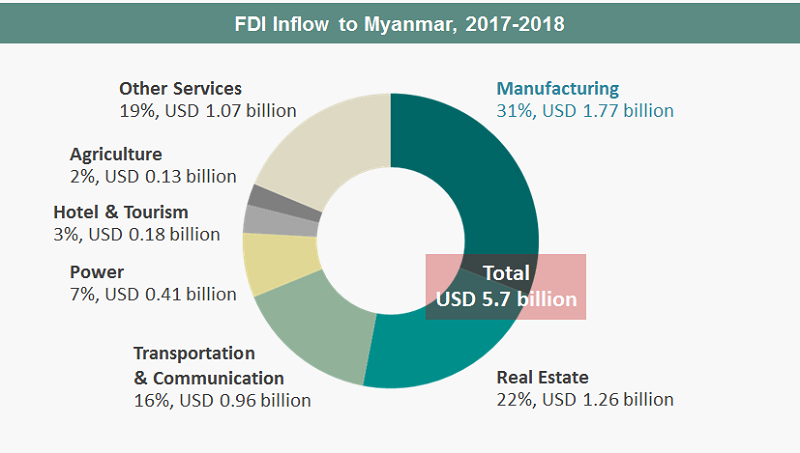 FDI Inflow to Myanmar, 2017-2018
Other Services
19%, USD 1.07 billion
Manufacturing
31%, USD 1.77 billion
Agriculture
2%, USD 0.13 billion
Hotel & Tourism
3%, USD 0.18 billion
Power
7%, USD 0.41 billion
Total
USD 5.7 billion
Transportation
& Communication
16%, USD 0.96 billion
Real Estate
22%, USD 1.26 billion